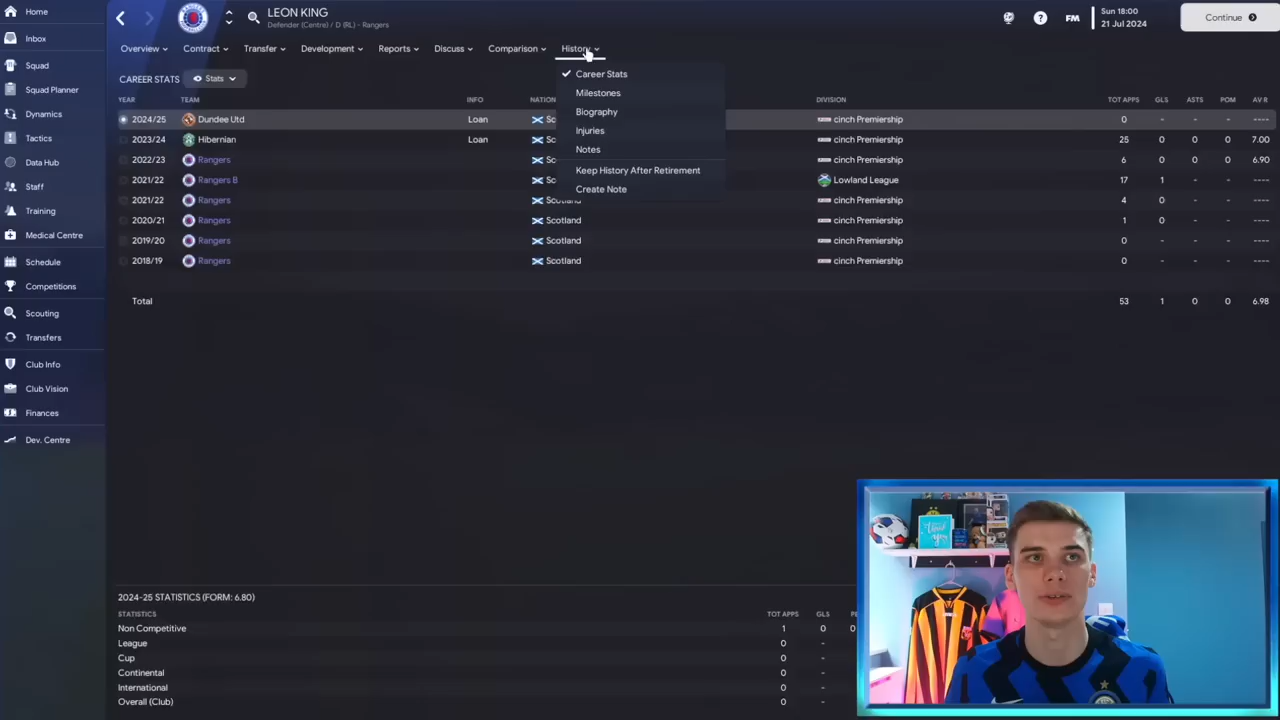 Home
Inbox
Squad
Squad Planner
Dynamics
Tactics
Data Hub
Staff
Training
Medical Centre
Schedule
Competitions
Scouting
Transfers
Club Info
Club Vision
Finances
Dev. Centre
LEON KING
Defender (Centre) / D (RL) - Rangers
FM
Sun 18:00
21 Jul 2024
Continue
Overview
Contract
Transfer
Development
Reports
Discuss
Comparison
History
CAREER STATS
Stats
Career Stats
Milestones
Biography
Injuries
Notes
Keep History After Retirement
Create Note
YEAR TEAM INFO NATION DIVISION TOT APPS GLS ASTS POM AV R
2024/25 Dundee Utd Loan Sco cinch Premiership 0 - - - ----
2023/24 Hibernian Loan Sco cinch Premiership 25 0 0 0 7.00
2022/23 Rangers Sc cinch Premiership 6 0 0 0 6.90
2021/22 Rangers B Sc Lowland League 17 1 - - ----
2021/22 Rangers Scotland cinch Premiership 4 0 - - ----
2020/21 Rangers Scotland cinch Premiership 1 0 - - ----
2019/20 Rangers Scotland cinch Premiership 0 - - - ----
2018/19 Rangers Scotland cinch Premiership 0 - - - ----
Total 53 1 0 0 6.98
2024-25 STATISTICS (FORM: 6.80)
STATISTICS TOT APPS GLS
Non Competitive 1 0 0
League 0 -
Cup 0 -
Continental 0 -
International 0 -
Overall (Club) 0 -